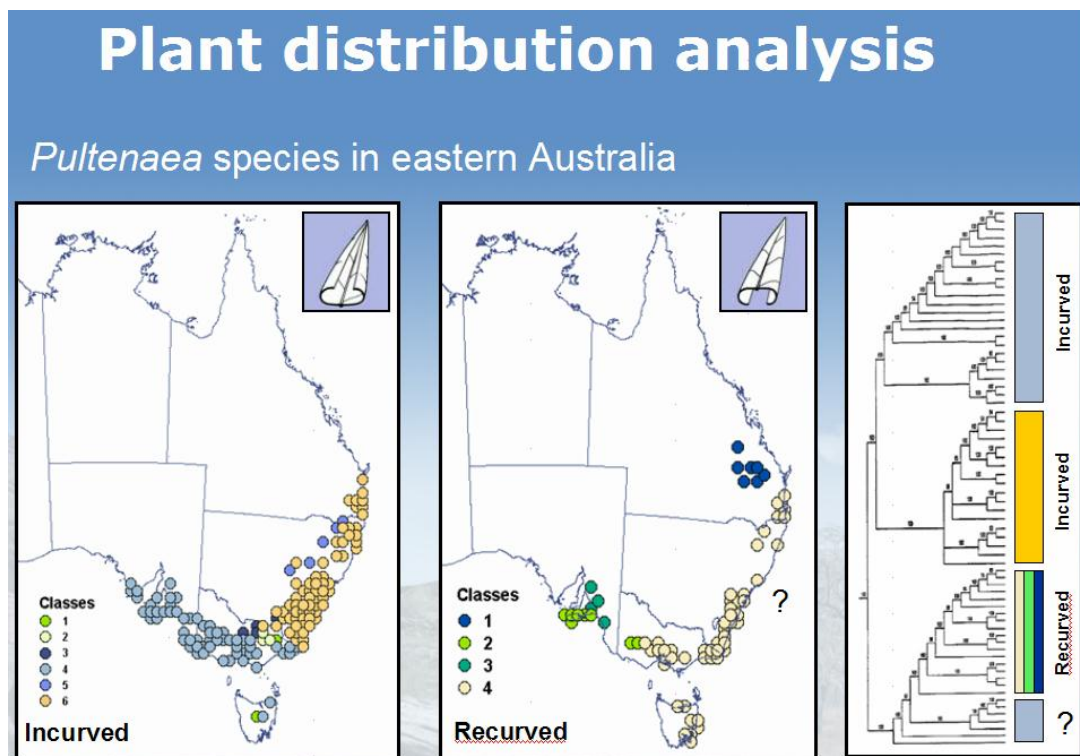 Plant distribution analysis
Pultenaea species in eastern Australia
Classes
1
2
3
4
5
6
Incurved
Classes
1
2
3
4
?
Recurved
Incurved
Incurved
Recurved
?